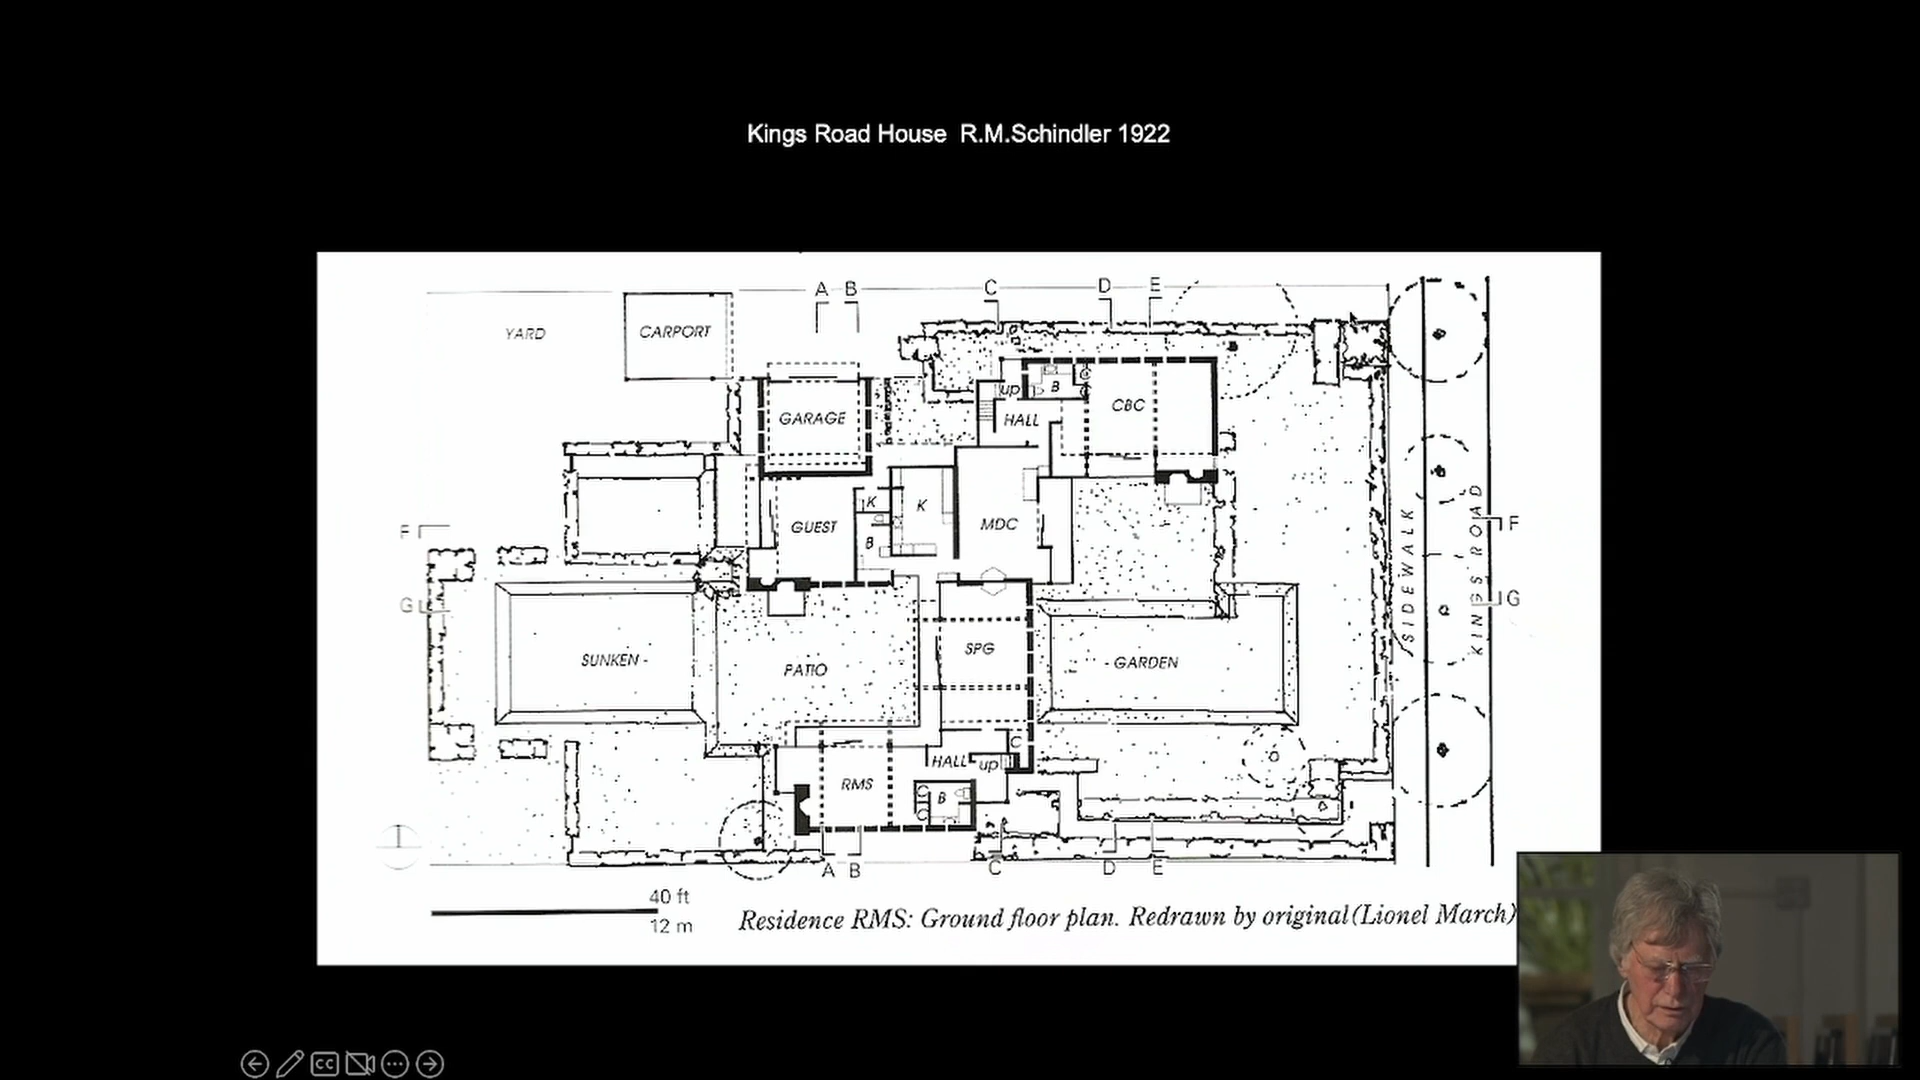 Kings Road House  R.M.Schindler 1922
A B C D E
YARD
CARPORT
GARAGE
up
B
C
C
HALL
CBC
GUEST
K
K
B
MDC
F
F
G
G
SIDEWALK
KINGS ROAD
SUNKEN -
PATIO
SPG
- GARDEN
HALL
up
C
RMS
C
C
B
A B C D E
40 ft
12 m
Residence RMS: Ground floor plan. Redrawn by original (Lionel March)
CC